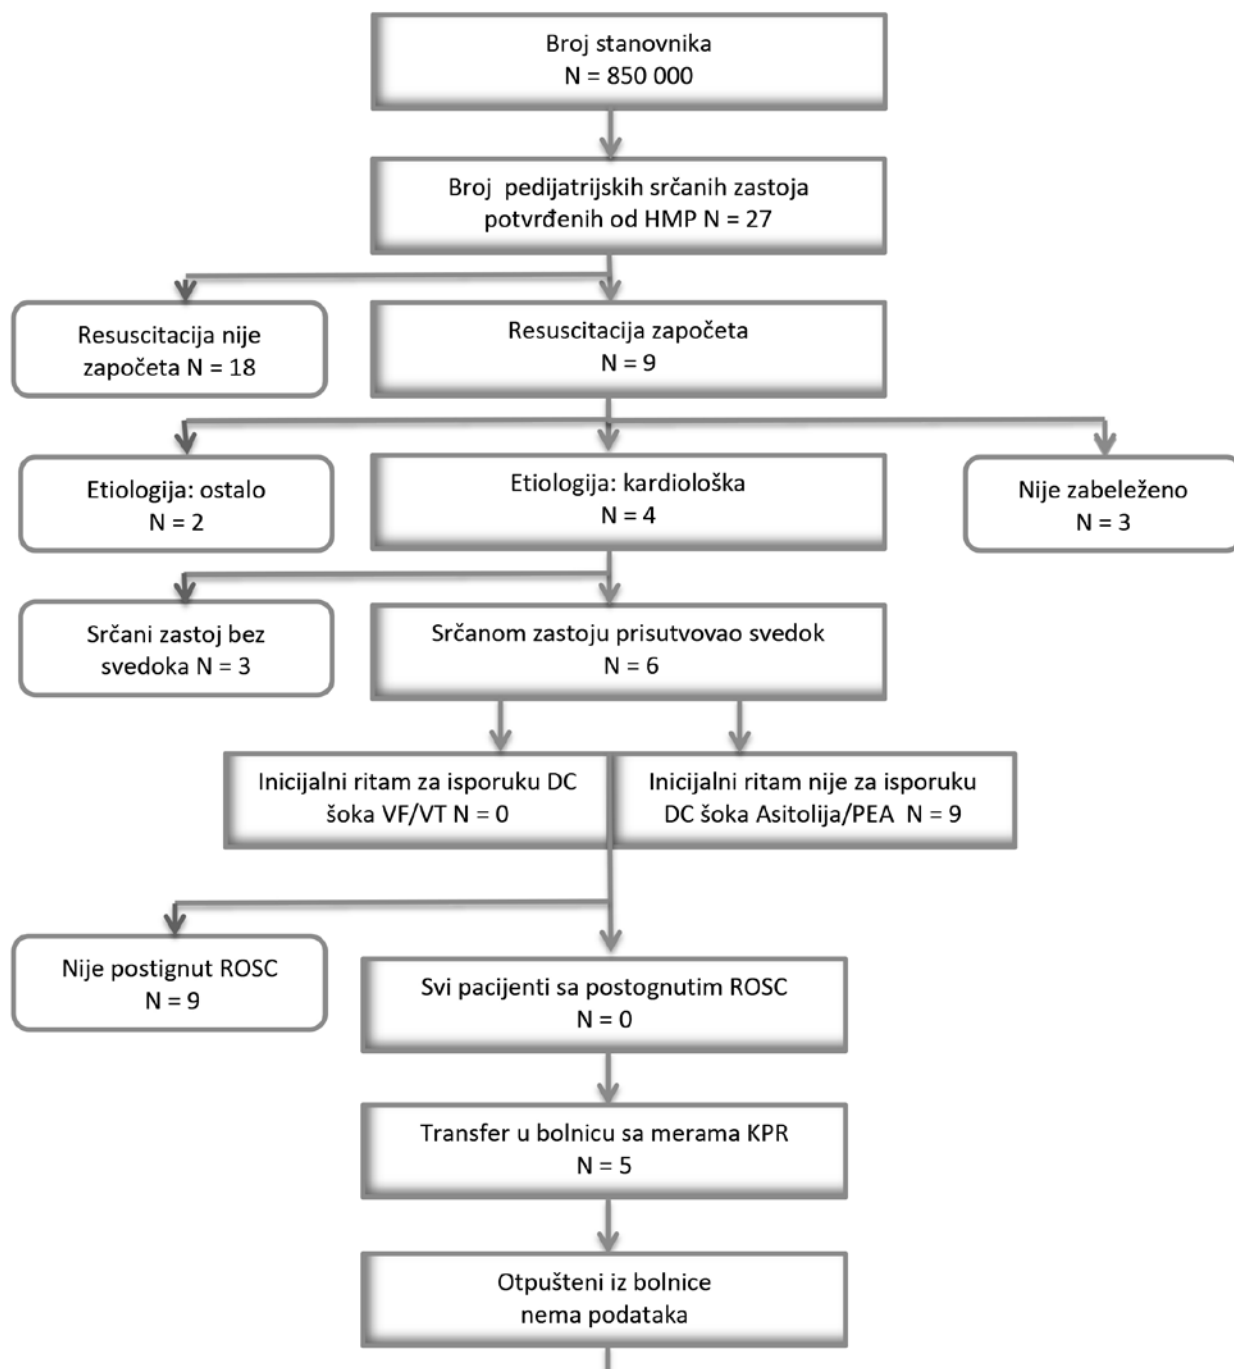 Broj stanovnika
N = 850 000
Broj pedijatrijskih srčanih zastoja
potvrđenih od HMP N = 27
Resuscitacija nije
započeta N = 18
Resuscitacija započeta
N = 9
Etiologija: ostalo
N = 2
Etiologija: kardiološka
N = 4
Nije zabeleženo
N = 3
Srčani zastoj bez
svedoka N = 3
Srčanom zastoju prisutvovao svedok
N = 6
Inicijalni ritam za isporuku DC
šoka VF/VT N = 0
Inicijalni ritam nije za isporuku
DC šoka Asitolija/PEA N = 9
Nije postignut ROSC
N = 9
Svi pacijenti sa postognutim ROSC
N = 0
Transfer u bolnicu sa merama KPR
N = 5
Otpušteni iz bolnice
nema podataka